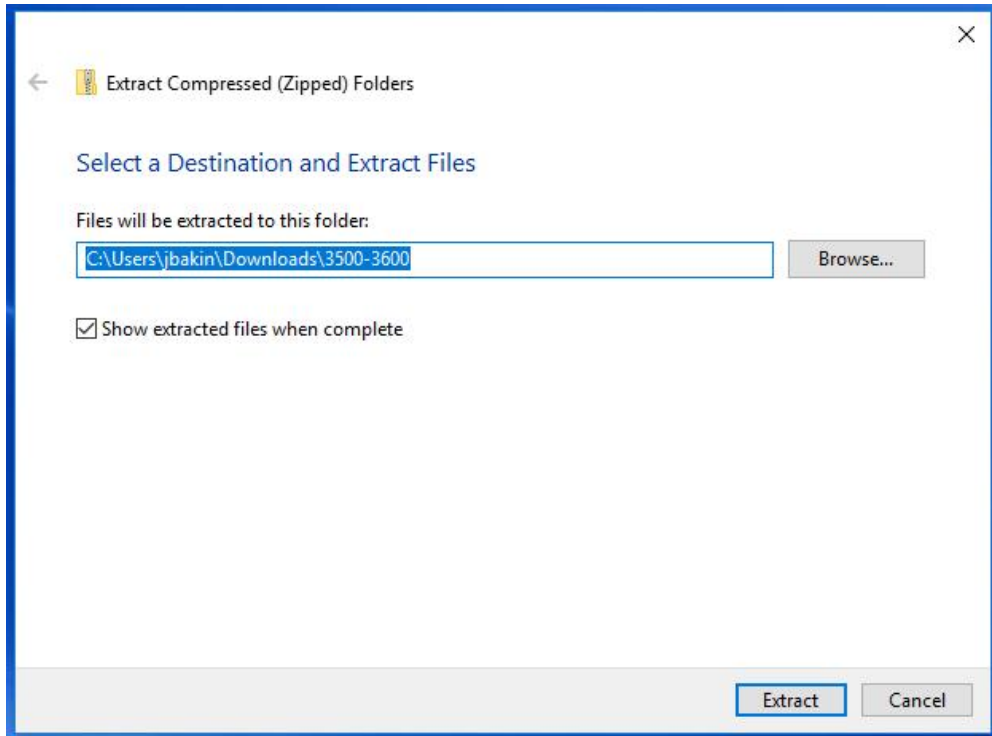 Extract Compressed (Zipped) Folders
Select a Destination and Extract Files
Files will be extracted to this folder:
C:\Users\jbakin\Downloads\3500-3600
Browse...
Show extracted files when complete
Extract
Cancel